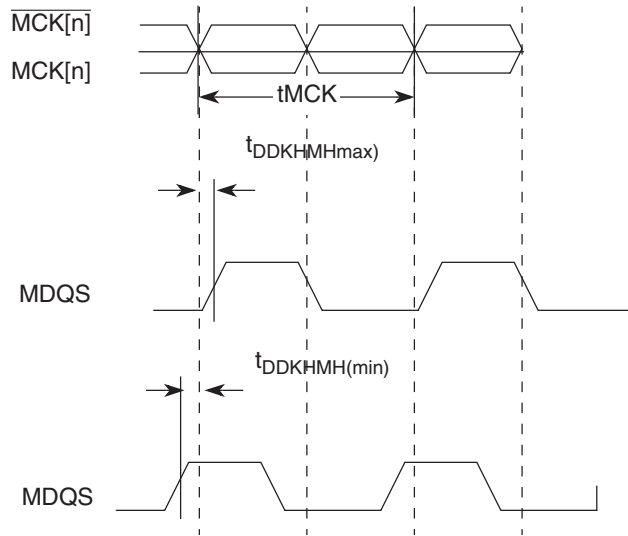 MCK[n]
MCK[n]
tMCK
tDDKHMHmax)
MDQS
tDDKHMH(min)
MDQS